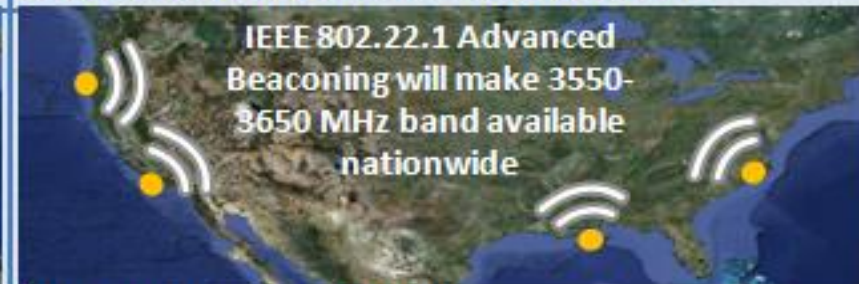 IEEE 802.22.1 Advanced
Beaconing will make 3550-
3650 MHz band available
nationwide